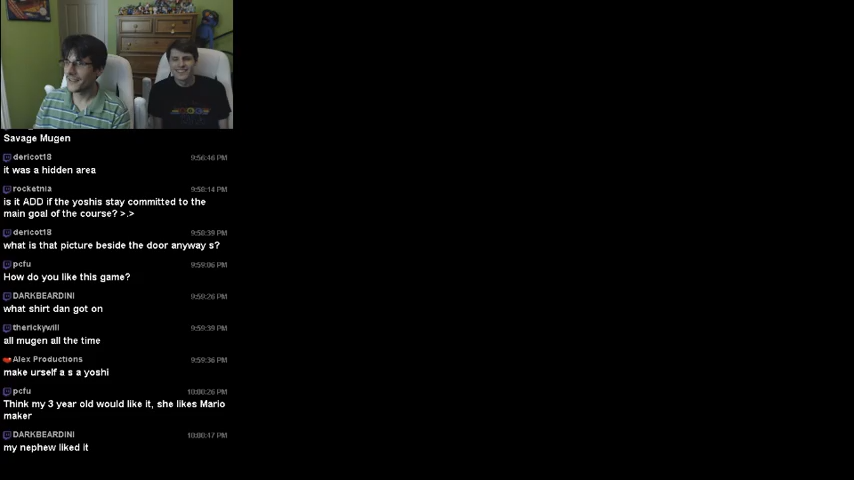 Savage Mugen
dericot18 9:56:46 PM
it was a hidden area
rocketnia 9:58:14 PM
is it ADD if the yoshis stay committed to the
main goal of the course? >.>
dericot18 9:58:39 PM
what is that picture beside the door anyway s?
pcfu 9:59:06 PM
How do you like this game?
DARKBEARDINI 9:59:26 PM
what shirt dan got on
therickywill 9:59:39 PM
all mugen all the time
Alex Productions 9:59:36 PM
make urself a s a yoshi
pcfu 10:00:26 PM
Think my 3 year old would like it, she likes Mario
maker
DARKBEARDINI 10:00:47 PM
my nephew liked it